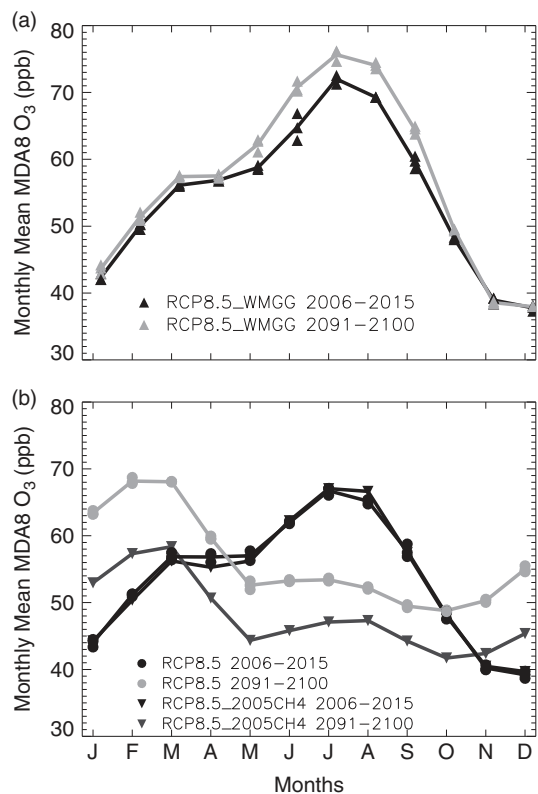 (a)
Monthly Mean MDA8 O3 (ppb)
80
70
60
50
40
30
RCP8.5_WMGG 2006-2015
RCP8.5_WMGG 2091-2100
(b)
Monthly Mean MDA8 O3 (ppb)
80
70
60
50
40
30
RCP8.5 2006-2015
RCP8.5 2091-2100
RCP8.5_2005CH4 2006-2015
RCP8.5_2005CH4 2091-2100
J F M A M J J A S O N D
Months